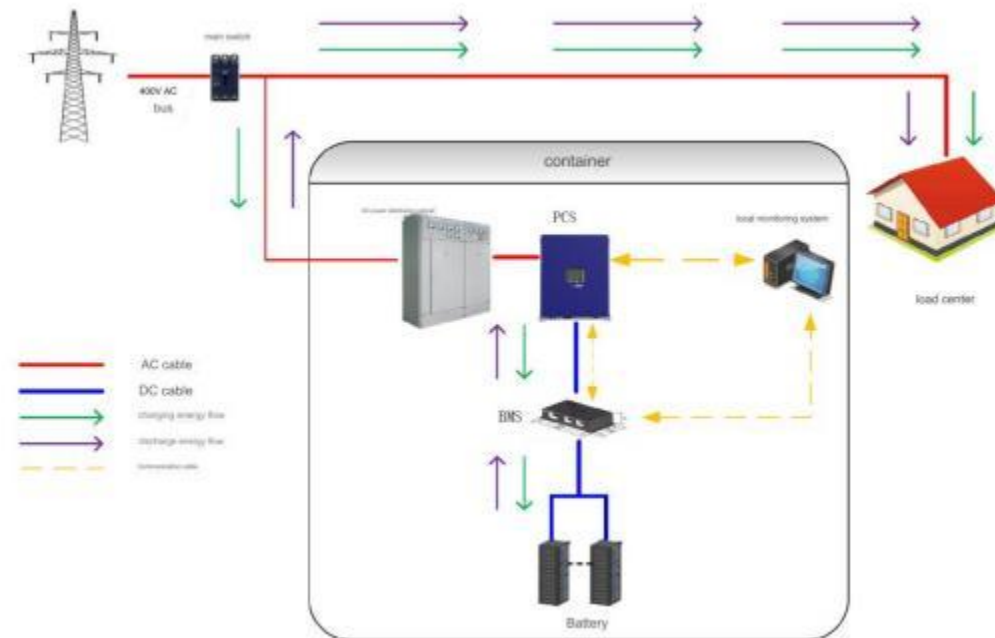 main switch
400V AC
bus
container
PCS
local monitoring system
load center
AC cable
DC cable
charging energy flow
discharge energy flow
BMS
Battery